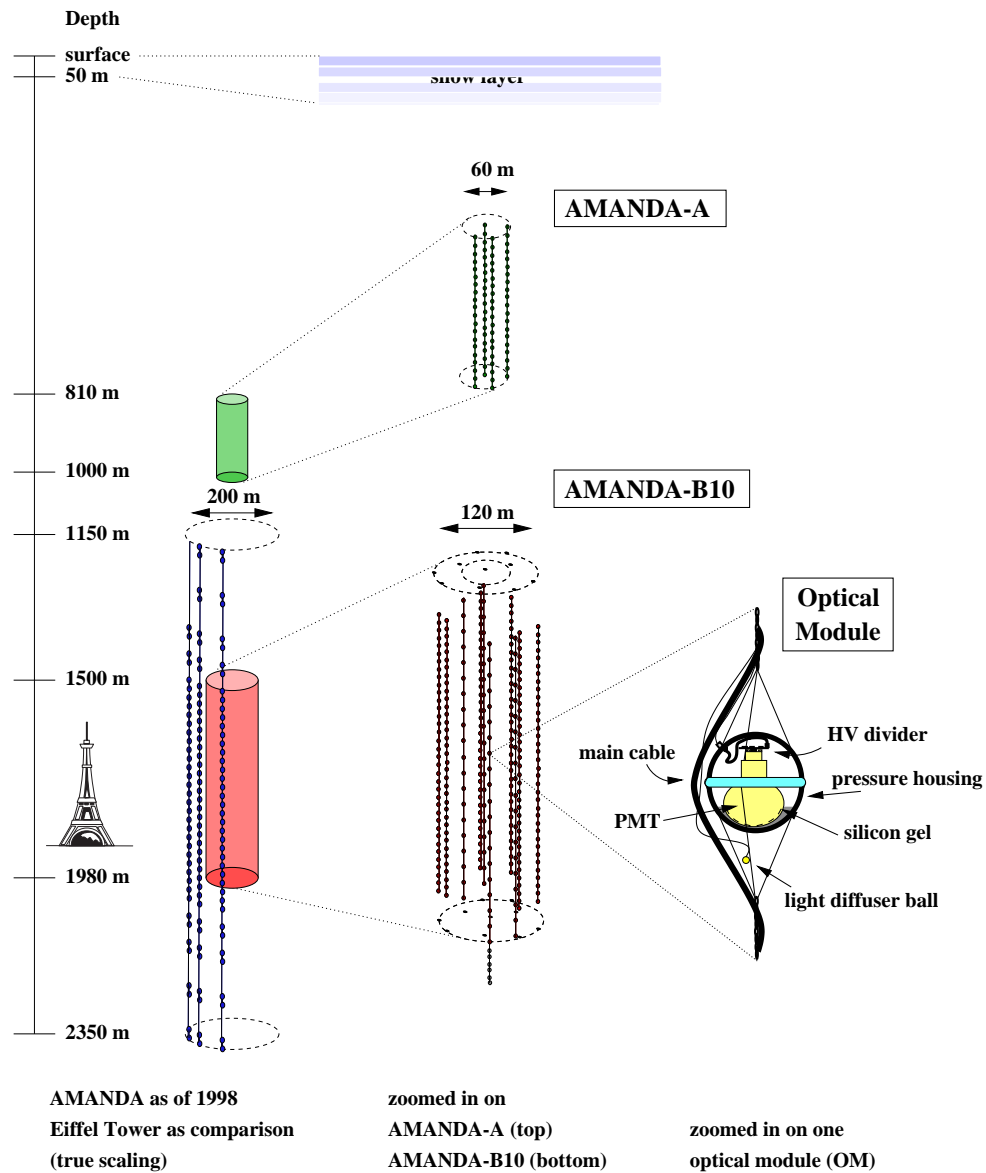 Depth
surface
50 m
snow layer
60 m
AMANDA-A
810 m
1000 m
AMANDA-B10
200 m
120 m
1150 m
Optical
Module
1500 m
HV divider
main cable
pressure housing
PMT
silicon gel
1980 m
light diffuser ball
2350 m
AMANDA as of 1998
Eiffel Tower as comparison
(true scaling)
zoomed in on
AMANDA-A (top)
AMANDA-B10 (bottom)
zoomed in on one
optical module (OM)